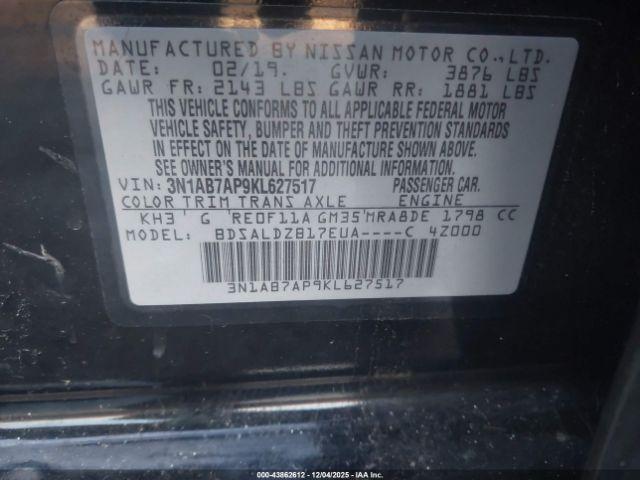 MANUFACTURED BY NISSAN MOTOR CO.,LTD.
DATE: 02/19. GVWR: 3876 LBS
GAWR FR: 2143 LBS GAWR RR: 1881 LBS
THIS VEHICLE CONFORMS TO ALL APPLICABLE FEDERAL MOTOR
VEHICLE SAFETY, BUMPER AND THEFT PREVENTION STANDARDS
IN EFFECT ON THE DATE OF MANUFACTURE SHOWN ABOVE.
SEE OWNER'S MANUAL FOR ADDITIONAL INFORMATION.
VIN: 3N1AB7AP9KL627517 PASSENGER CAR.
COLOR TRIM TRANS AXLE ENGINE
KH3 G RE0F11A GM35 MRA8DE 1798 CC
MODEL: BDSALDZB17EUA----C 4Z000
3N1AB7AP9KL627517
000-43862612 12/04/2025 IAAI.COM